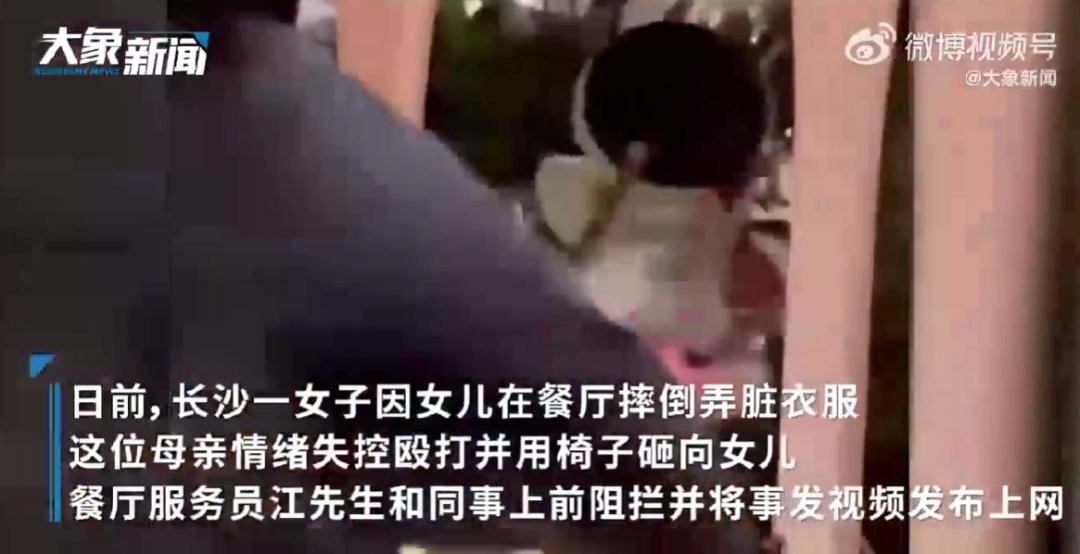 大象新闻
微博视频号
@大象新闻
日前，长沙一女子因女儿在餐厅摔倒弄脏衣服
这位母亲情绪失控殴打并用椅子砸向女儿
餐厅服务员江先生和同事上前阻拦并将事发视频发布上网